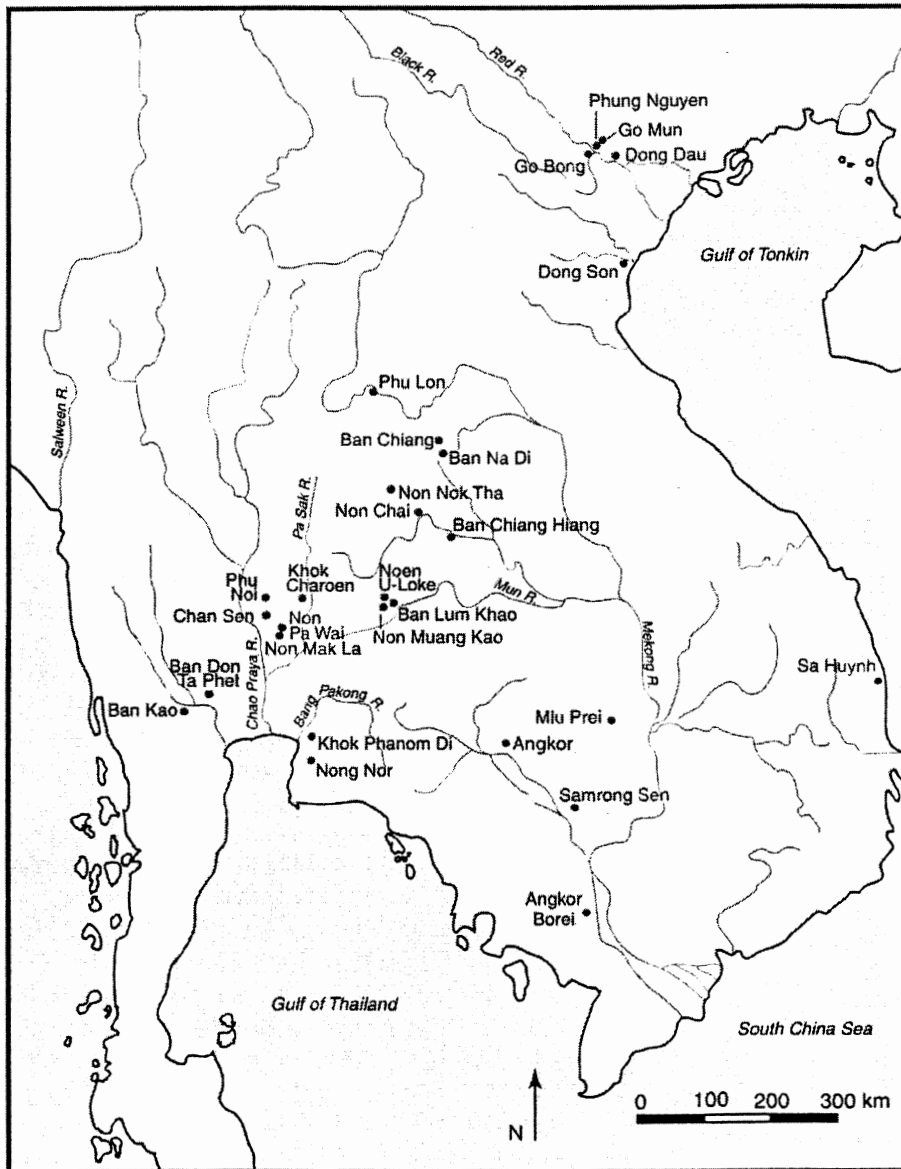 Black R.
Red R.
Phung Nguyen
Go Mun
Go Bong
Dong Dau
Gulf of Tonkin
Dong Son
Salween R.
Phu Lon
Ban Chiang
Ban Na Di
Pa Sak R.
Non Nok Tha
Non Chai
Ban Chiang Hiang
Phu
Noi
Khok
Charoen
Noen
U-Loke
Mun R.
Chan Sen
Non
Pa Wai
Ban Lum Khao
Non Mak La
Non Muang Kao
Mekong R.
Ban Don
Ta Phet
Chao Praya R.
Sa Huynh
Ban Kao
Bang Pakong R.
Mlu Prei
Khok Phanom Di
Angkor
Nong Nor
Samrong Sen
Angkor
Borei
Gulf of Thailand
South China Sea
N
0 100 200 300 km